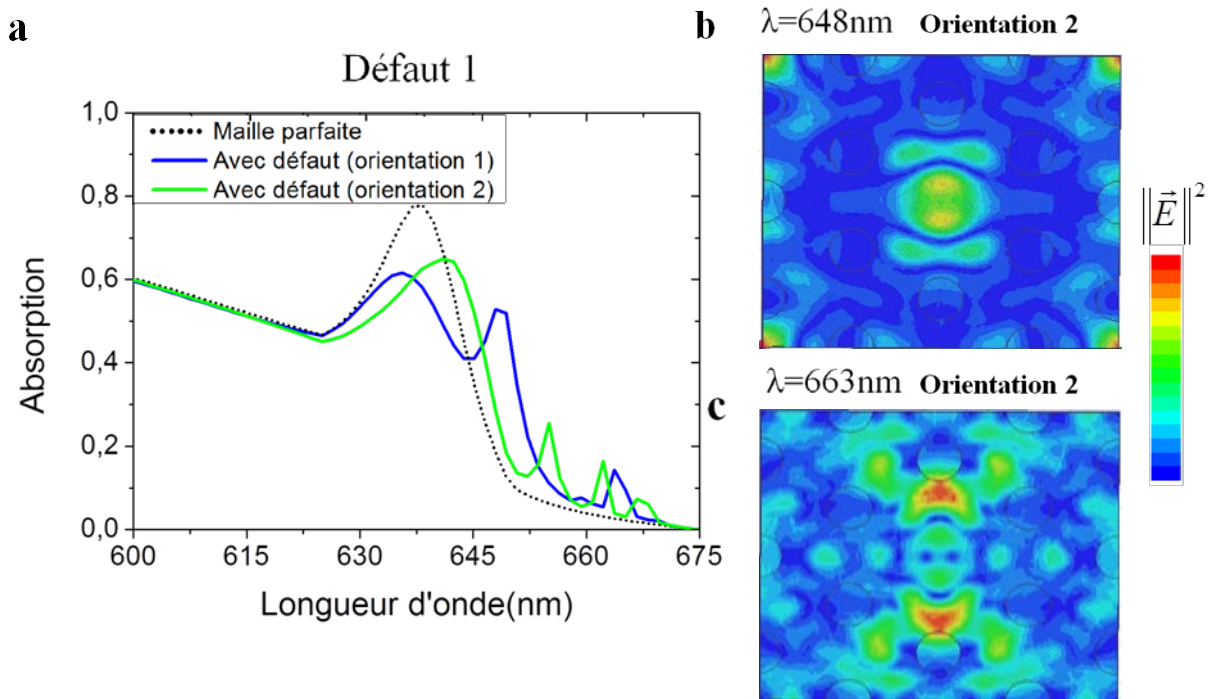 a
Défaut 1
1,0
0,8
0,6
0,4
0,2
0,0
Absorption
Maille parfaite
Avec défaut (orientation 1)
Avec défaut (orientation 2)
600
615
630
645
660
675
Longueur d'onde(nm)
b
λ=648nm Orientation 2
c
λ=663nm Orientation 2
‖E⃗‖²